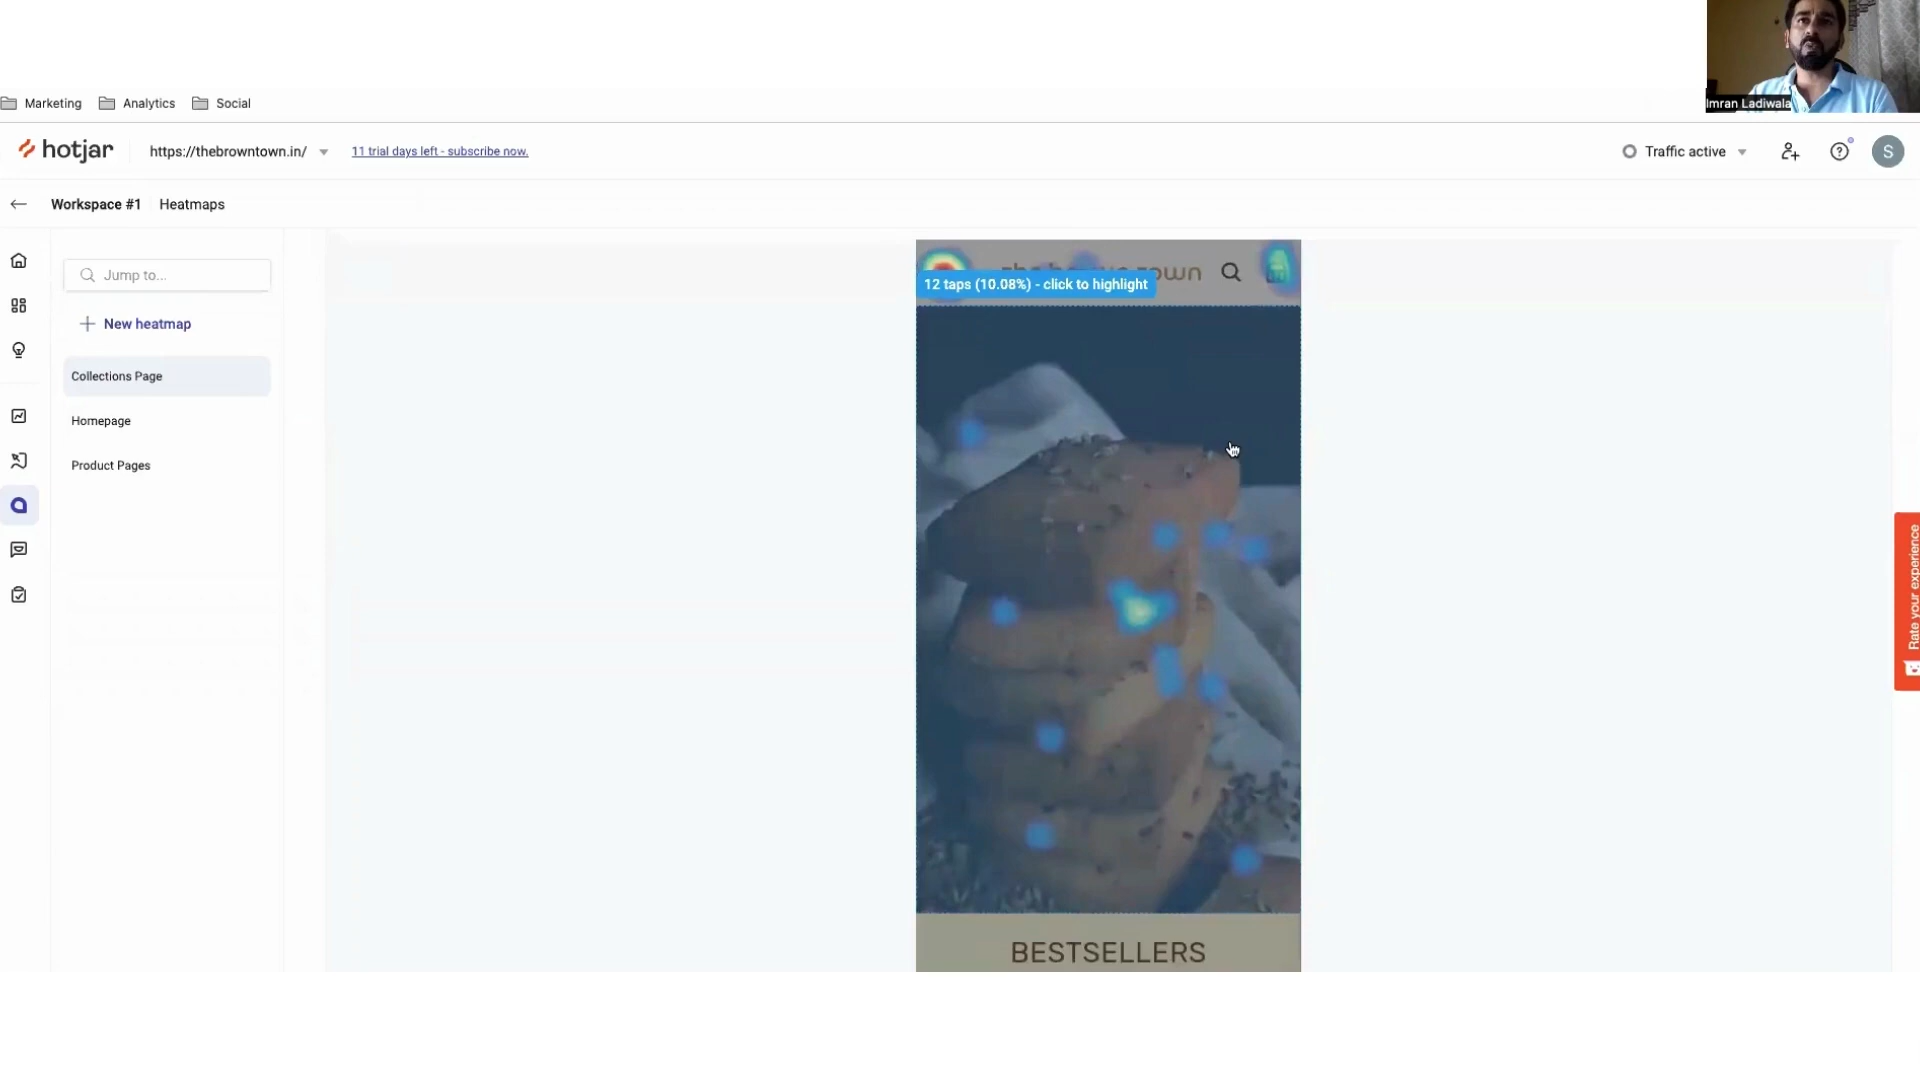 Imran Ladiwala
Marketing
Analytics
Social
hotjar
https://thebrowntown.in/
11 trial days left - subscribe now.
Traffic active
S
Workspace #1
Heatmaps
Jump to...
New heatmap
Collections Page
Homepage
Product Pages
town
12 taps (10.08%) - click to highlight
BESTSELLERS
Rate your experience